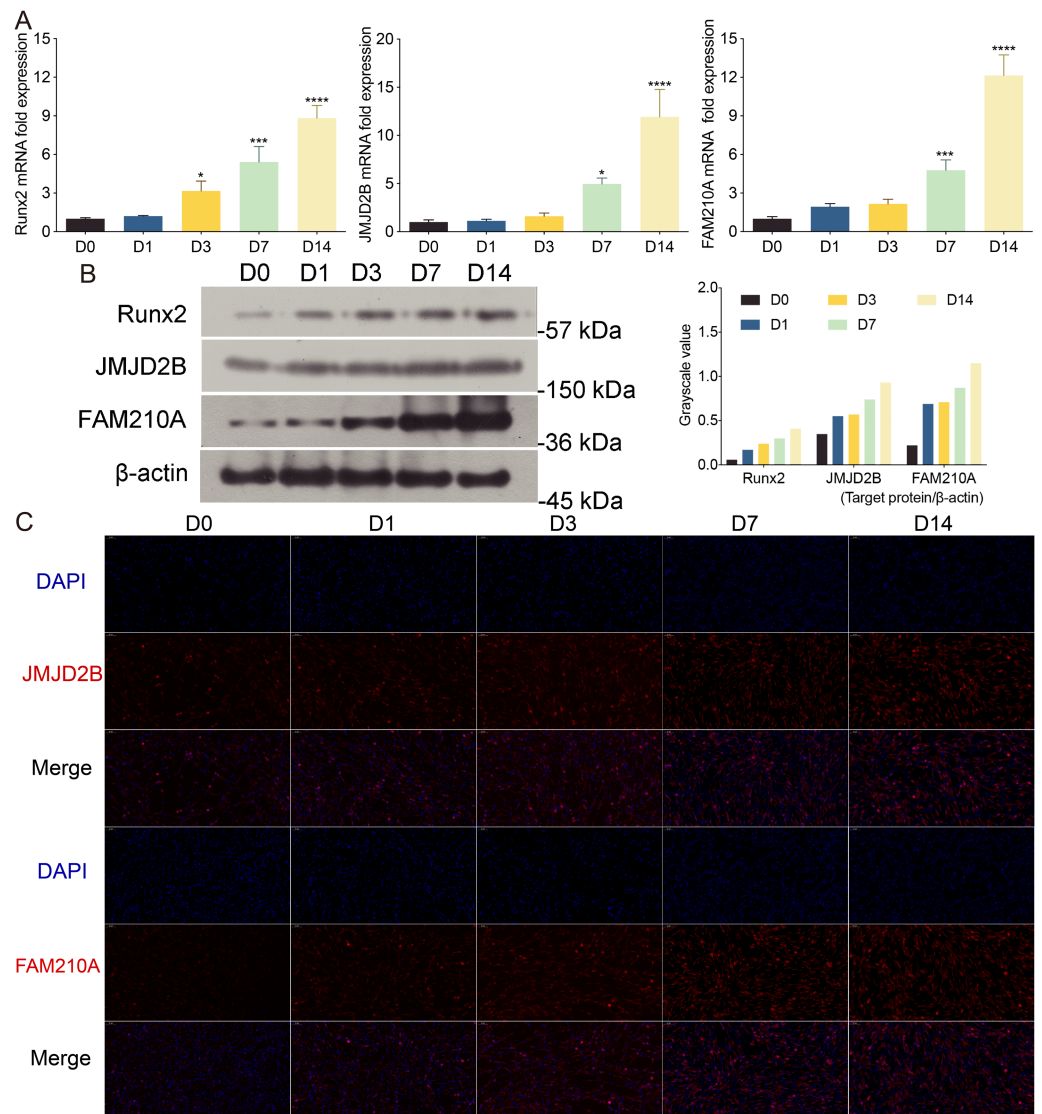 A
Runx2 mRNA fold expression
15
12
9
6
3
0
*
***
****
D0 D1 D3 D7 D14
JMJD2B mRNA fold expression
20
15
10
5
0
*
****
D0 D1 D3 D7 D14
FAM210A mRNA fold expression
15
12
9
6
3
0
***
****
D0 D1 D3 D7 D14
B
D0 D1 D3 D7 D14
Runx2
-57 kDa
JMJD2B
-150 kDa
FAM210A
-36 kDa
β-actin
-45 kDa
Grayscale value
2.0
1.5
1.0
0.5
0.0
D0 D3 D14
D1 D7
Runx2 JMJD2B FAM210A
(Target protein/β-actin)
C
D0 D1 D3 D7 D14
DAPI
JMJD2B
Merge
DAPI
FAM210A
Merge